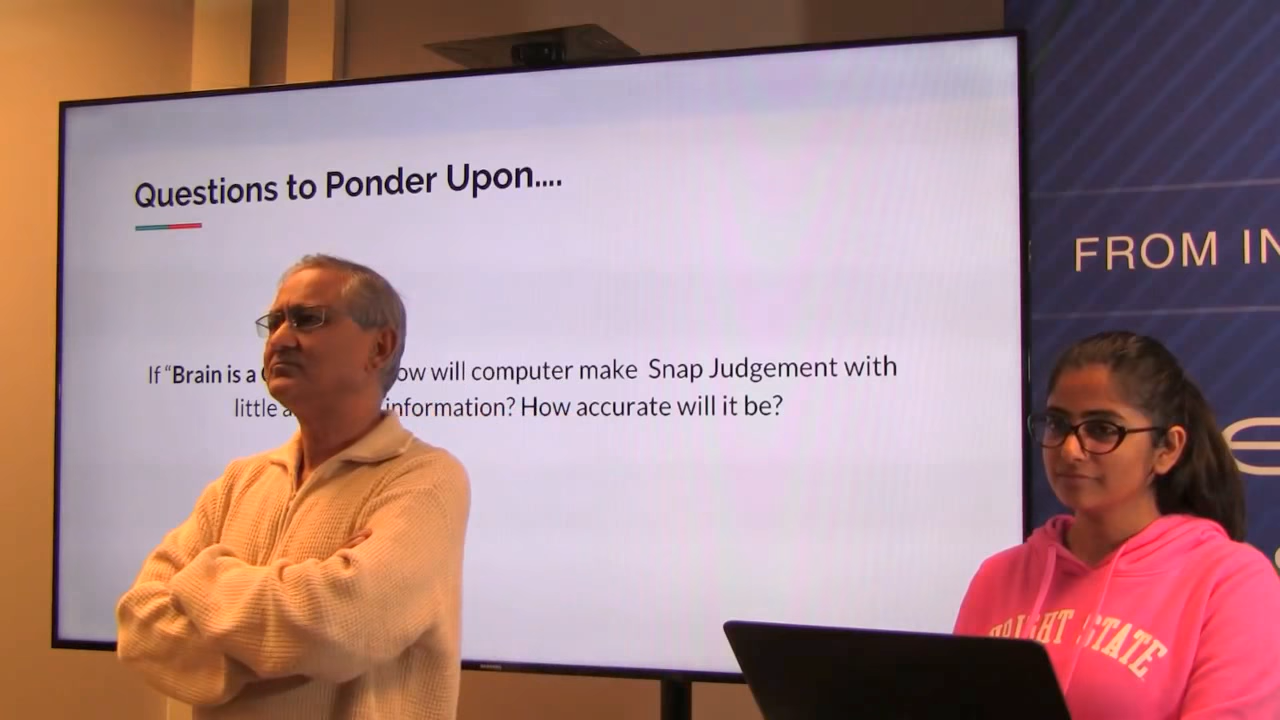 Questions to Ponder Upon....
If “Brain is a ow will computer make Snap Judgement with
little a information? How accurate will it be?
FROM IN
RIGHT STATE
SAMSUNG